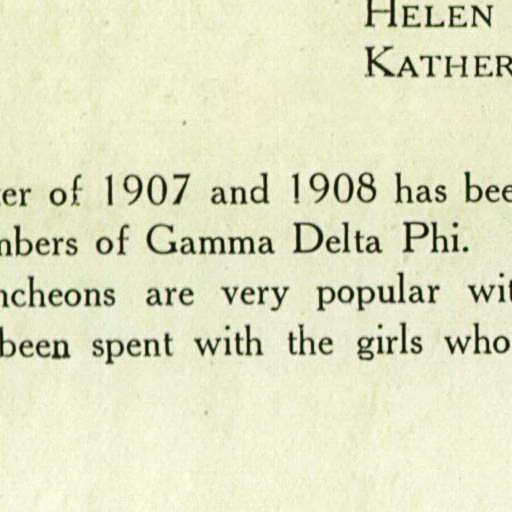 HELEN
KATHER
er of 1907 and 1908 has bee
nbers of Gamma Delta Phi.
ncheons are very popular wit
been spent with the girls who